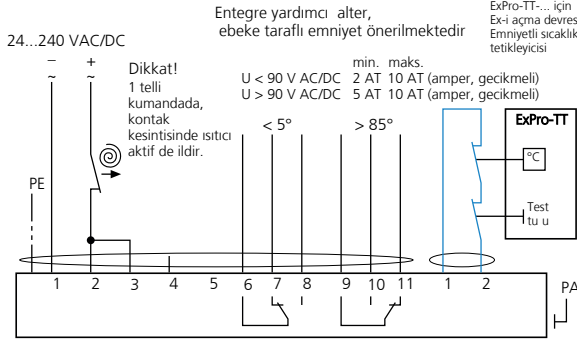 Entegre yardımcı alter,
ebeke taraflı emniyet önerilmektedir
ExPro-TT-... için
Ex-i açma devres
Emniyetli sıcaklık
tetikleyicisi
24...240 VAC/DC
– +
~ ~
Dikkat!
1 telli
kumandada,
kontak
kesintisinde ısıtıcı
aktif de ildir.
min. maks.
U < 90 V AC/DC 2 AT 10 AT (amper, gecikmeli)
U > 90 V AC/DC 5 AT 10 AT (amper, gecikmeli)
< 5° > 85°
ExPro-TT
°C
Test
tu u
PE
1 2 3 4 5 6 7 8 9 10 11 1 2
PA